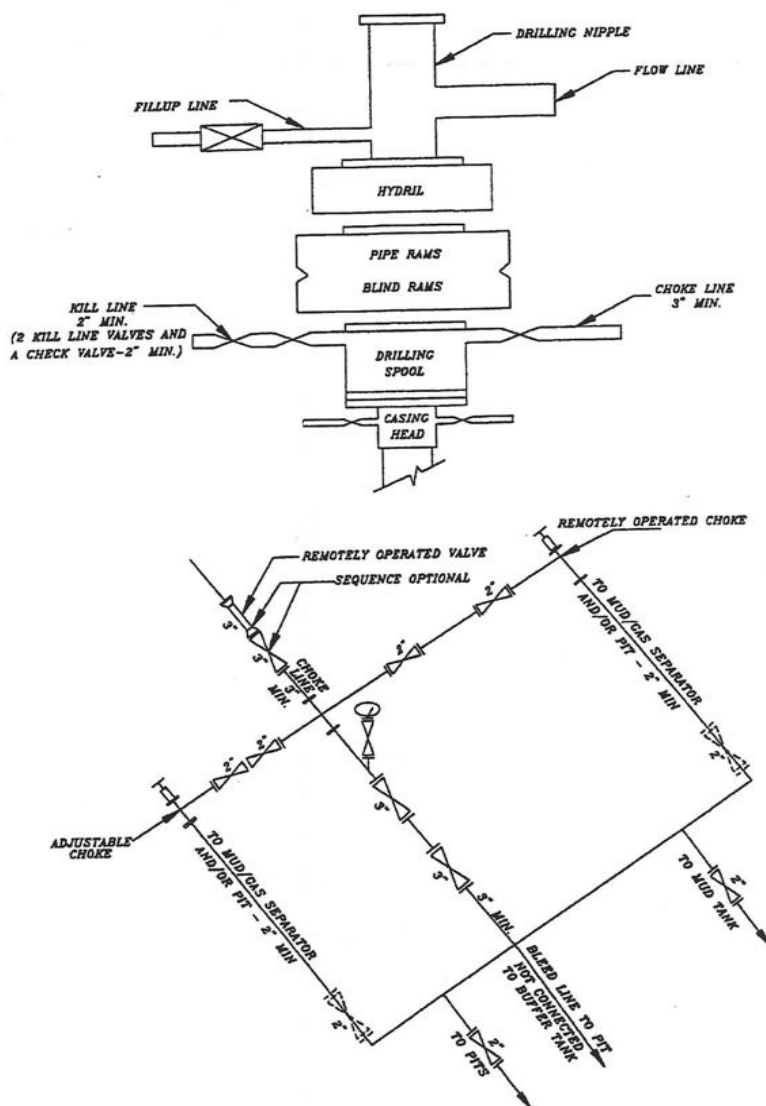 DRILLING NIPPLE
FLOW LINE
FILLUP LINE
HYDRIL
PIPE RAMS
BLIND RAMS
KILL LINE
2" MIN.
(2 KILL LINE VALVES AND
A CHECK VALVE-2" MIN.)
CHOKE LINE
3" MIN.
DRILLING
SPOOL
CASING
HEAD
REMOTELY OPERATED CHOKE
REMOTELY OPERATED VALVE
SEQUENCE OPTIONAL
3"
3"
CHOKE
LINE
3"
MIN.
2"
2"
TO MUD/GAS SEPARATOR
AND/OR PIT - 2" MIN
2"
2"
2"
3"
3"
3" MIN.
ADJUSTABLE
CHOKE
TO MUD/GAS SEPARATOR
AND/OR PIT - 2" MIN
2"
2"
TO MUD TANK
BLEED LINE TO PIT
NOT CONNECTED
TO BUFFER TANK
2"
TO PITS